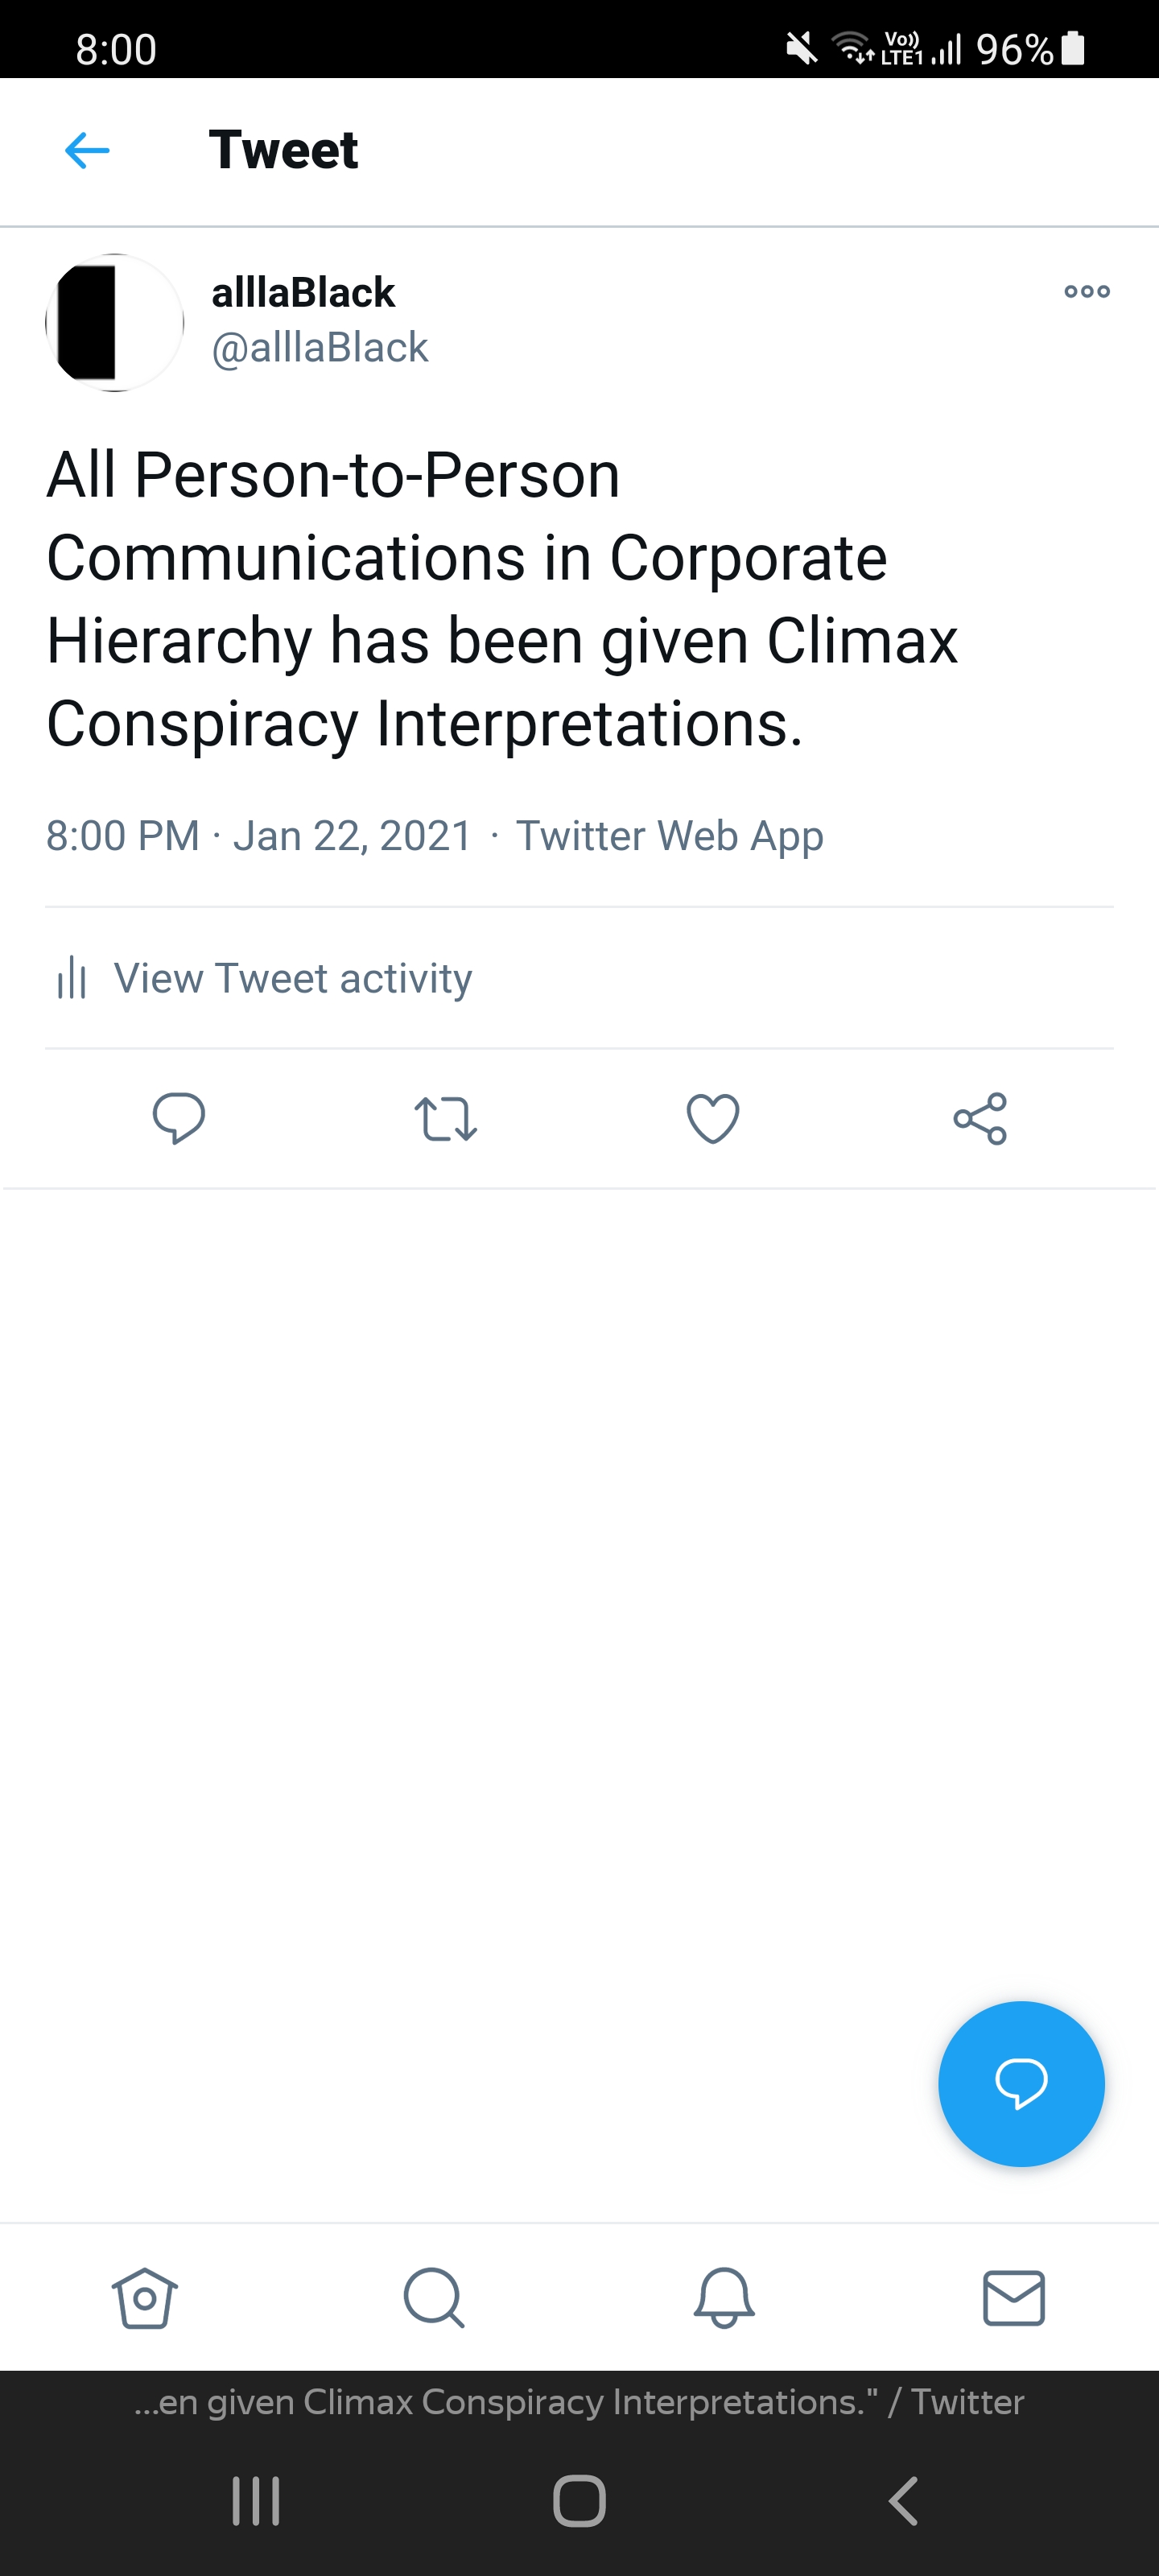 8:00 Vo)) LTE1 96%
Tweet
alllaBlack
@alllaBlack
All Person-to-Person
Communications in Corporate
Hierarchy has been given Climax
Conspiracy Interpretations.
8:00 PM · Jan 22, 2021 · Twitter Web App
View Tweet activity
...en given Climax Conspiracy Interpretations." / Twitter